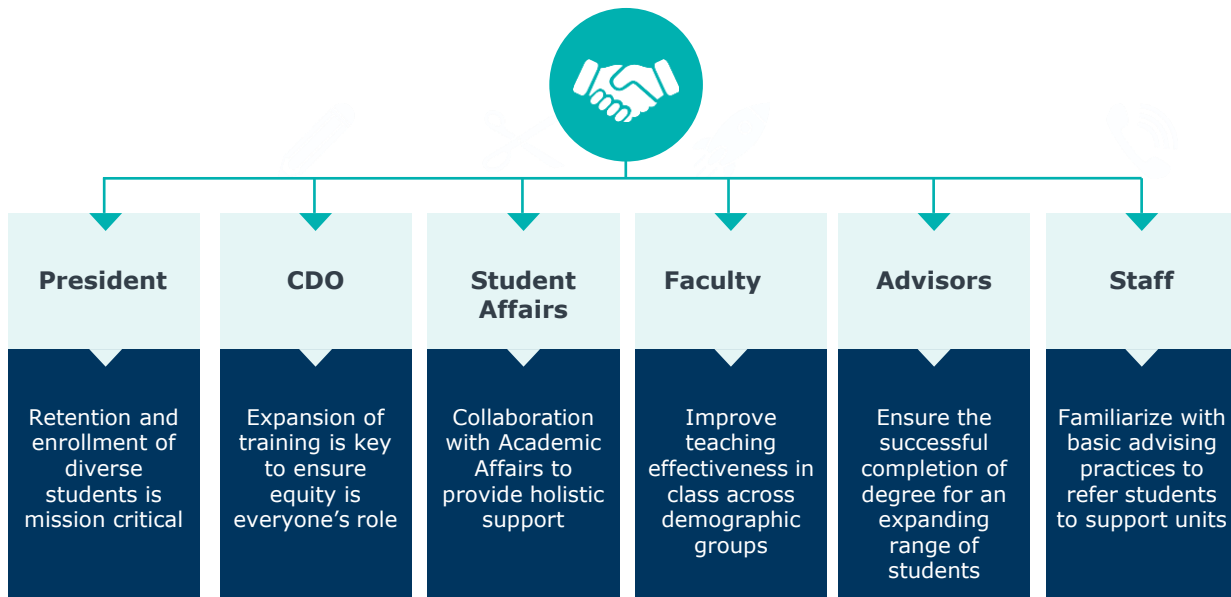 President
Retention and
enrollment of
diverse
students is
mission critical
CDO
Expansion of
training is key
to ensure
equity is
everyone’s role
Student
Affairs
Collaboration
with Academic
Affairs to
provide holistic
support
Faculty
Improve
teaching
effectiveness in
class across
demographic
groups
Advisors
Ensure the
successful
completion of
degree for an
expanding
range of
students
Staff
Familiarize with
basic advising
practices to
refer students
to support units